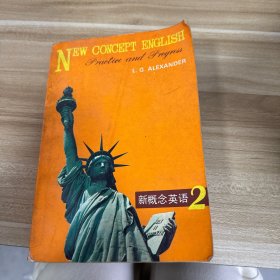 NEW CONCEPT ENGLISH
Practice and Progress
L. G. ALEXANDER
新概念英语 2